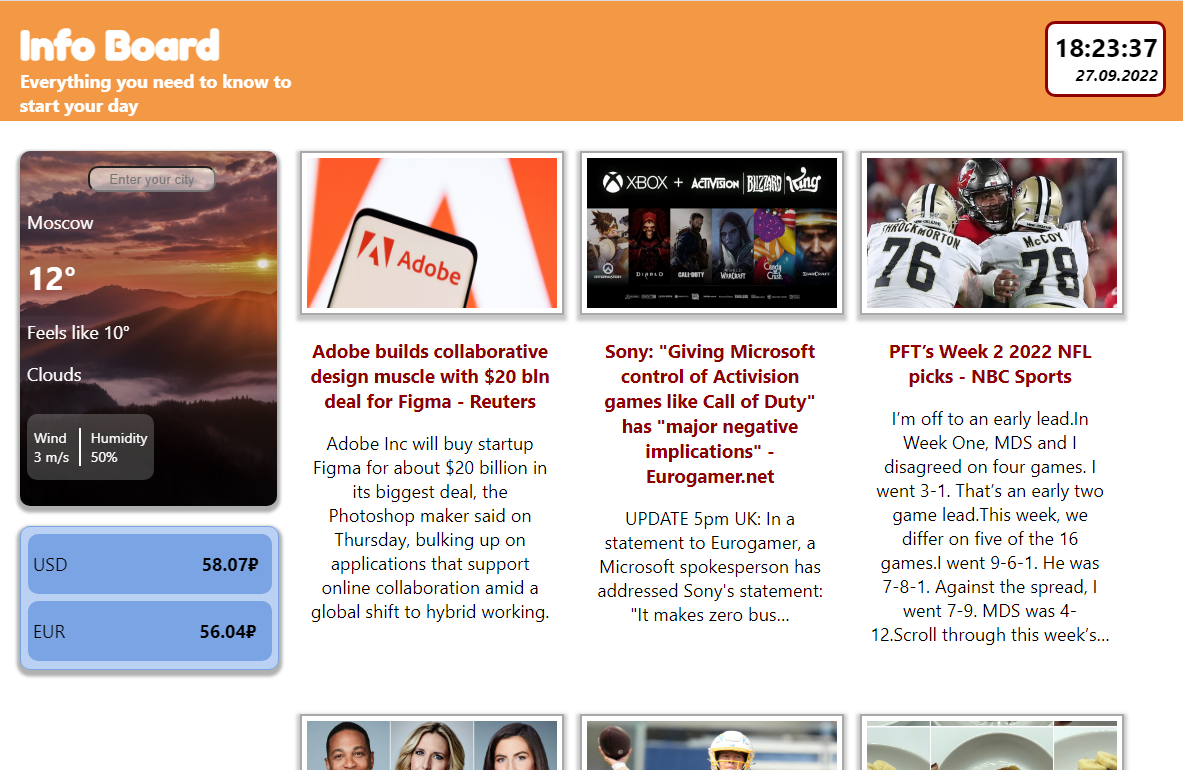 Info Board
Everything you need to know to
start your day
18:23:37
27.09.2022
Enter your city
Moscow
12°
Feels like 10°
Clouds
Wind
3 m/s
Humidity
50%
USD
58.07₽
EUR
56.04₽
Adobe
Adobe builds collaborative
design muscle with $20 bln
deal for Figma - Reuters
Adobe Inc will buy startup
Figma for about $20 billion in
its biggest deal, the
Photoshop maker said on
Thursday, bulking up on
applications that support
online collaboration amid a
global shift to hybrid working.
XBOX + ACTIVISION BLIZZARD King
OVERWATCH
DIABLO
CALL·DUTY
WARCRAFT
Candy Crush
STARCRAFT
Sony: "Giving Microsoft
control of Activision
games like Call of Duty"
has "major negative
implications" -
Eurogamer.net
UPDATE 5pm UK: In a
statement to Eurogamer, a
Microsoft spokesperson has
addressed Sony's statement:
"It makes zero bus...
THROCKMORTON
76
McCOY
78
PFT’s Week 2 2022 NFL
picks - NBC Sports
I’m off to an early lead.In
Week One, MDS and I
disagreed on four games. I
went 3-1. That’s an early two
game lead.This week, we
differ on five of the 16
games.I went 9-6-1. He was
7-8-1. Against the spread, I
went 7-9. MDS was 4-
12.Scroll through this week’s...